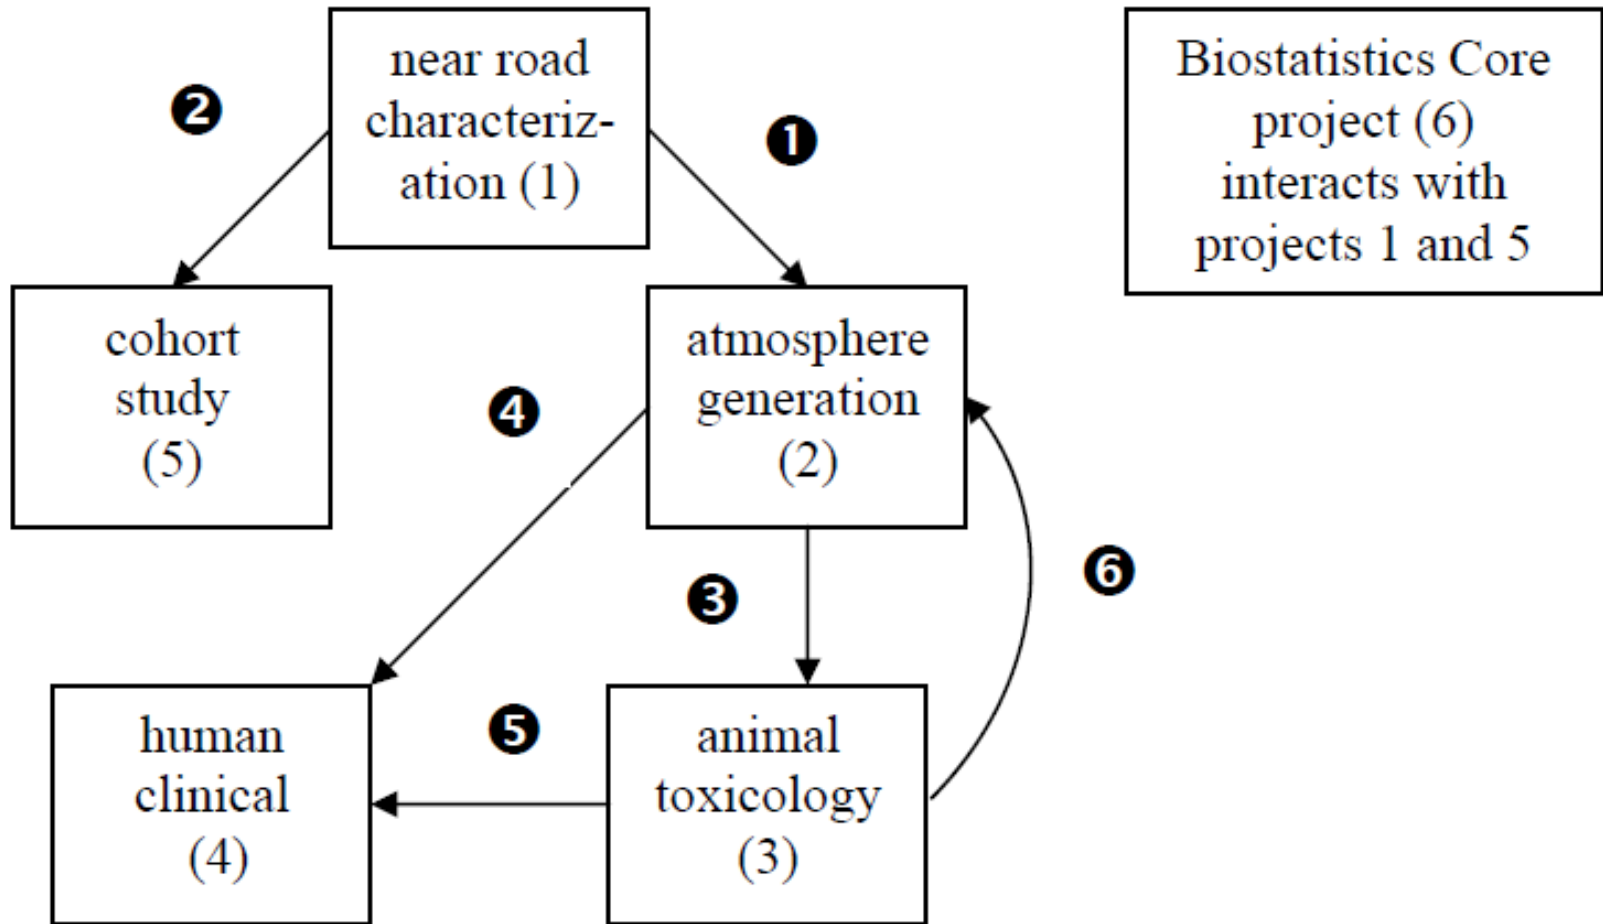 near road
characteriz-
ation (1)
Biostatistics Core
project (6)
interacts with
projects 1 and 5
❷
❶
cohort
study
(5)
atmosphere
generation
(2)
❹
❸
❻
human
clinical
(4)
❺
animal
toxicology
(3)